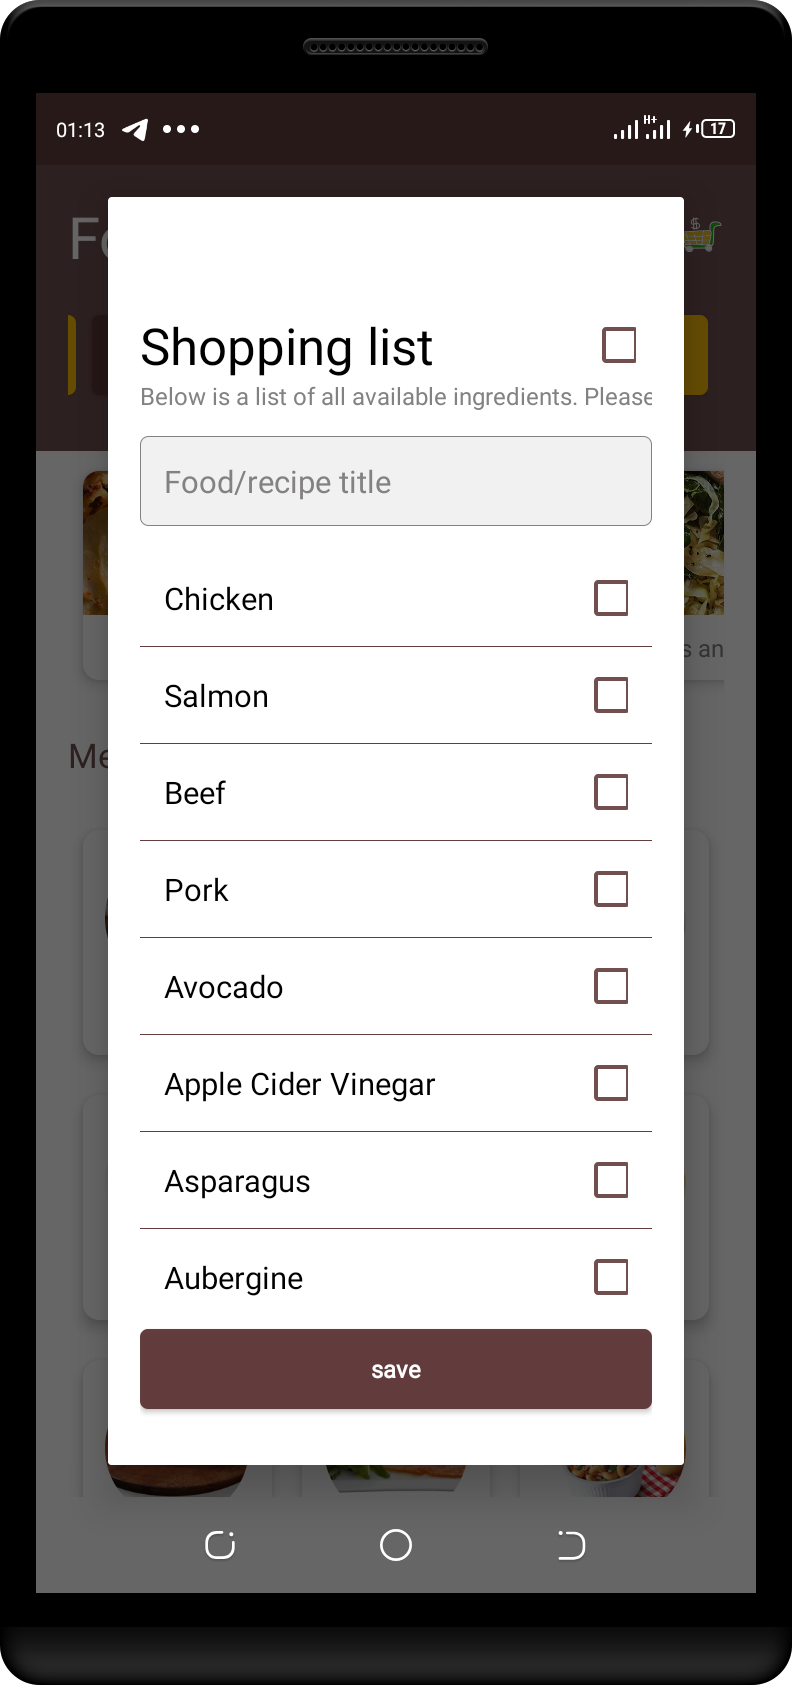 01:13
H+
17
Fo
$
Shopping list
Below is a list of all available ingredients. Please
Food/recipe title
Chicken
s an
Salmon
Me
Beef
Pork
Avocado
Apple Cider Vinegar
Asparagus
Aubergine
save